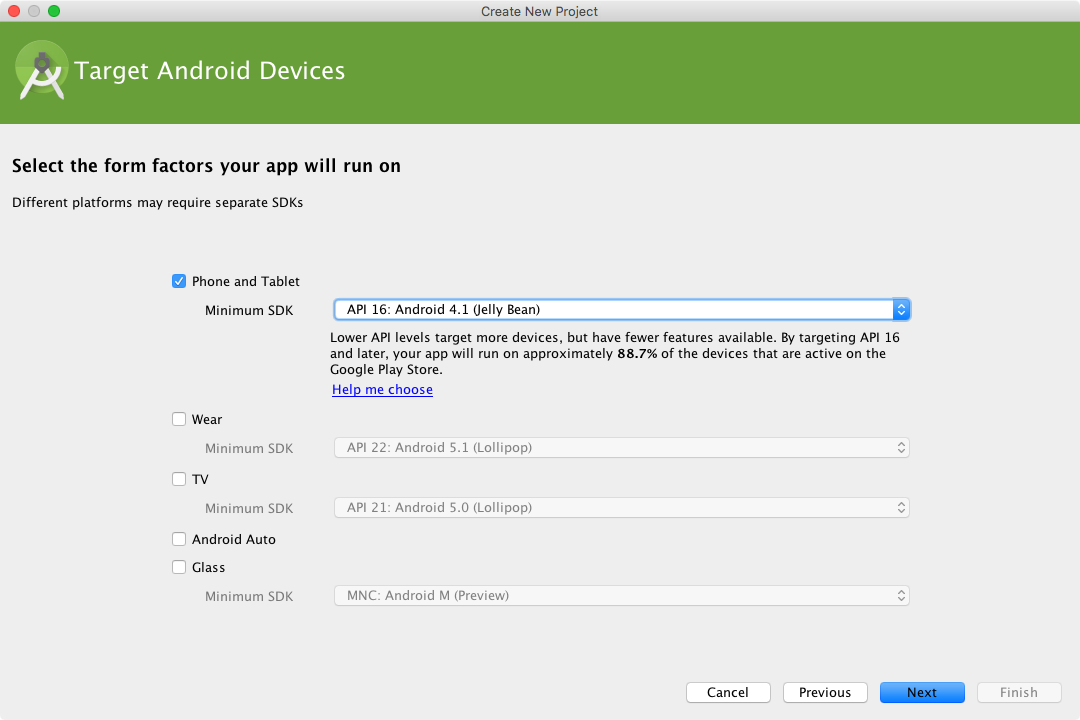 Create New Project
Target Android Devices
Select the form factors your app will run on
Different platforms may require separate SDKs
Phone and Tablet
Minimum SDK API 16: Android 4.1 (Jelly Bean)
Lower API levels target more devices, but have fewer features available. By targeting API 16
and later, your app will run on approximately 88.7% of the devices that are active on the
Google Play Store.
Help me choose
Wear
Minimum SDK API 22: Android 5.1 (Lollipop)
TV
Minimum SDK API 21: Android 5.0 (Lollipop)
Android Auto
Glass
Minimum SDK MNC: Android M (Preview)
Cancel Previous Next Finish